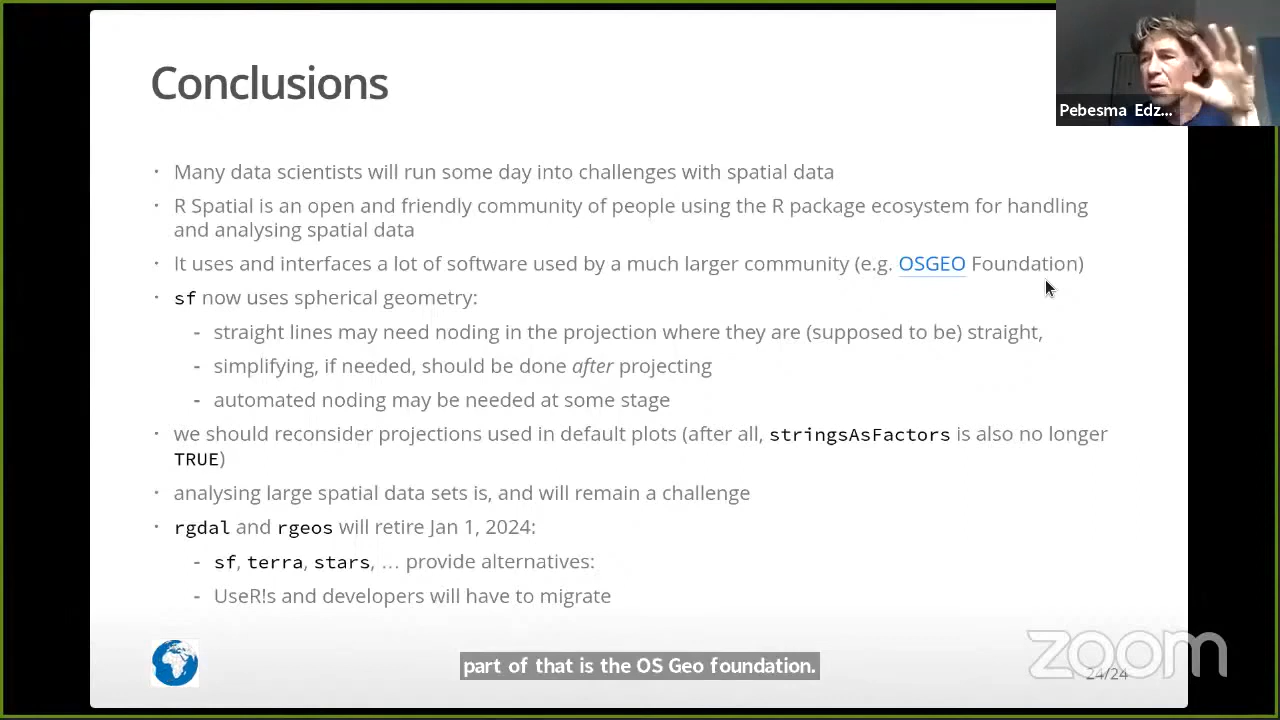 Conclusions
Pebesma Edz...
· Many data scientists will run some day into challenges with spatial data
· R Spatial is an open and friendly community of people using the R package ecosystem for handling
and analysing spatial data
· It uses and interfaces a lot of software used by a much larger community (e.g. OSGEO Foundation)
· sf now uses spherical geometry:
- straight lines may need noding in the projection where they are (supposed to be) straight,
- simplifying, if needed, should be done after projecting
- automated noding may be needed at some stage
· we should reconsider projections used in default plots (after all, stringsAsFactors is also no longer
TRUE)
· analysing large spatial data sets is, and will remain a challenge
· rgdal and rgeos will retire Jan 1, 2024:
- sf, terra, stars, … provide alternatives:
- UseR!s and developers will have to migrate
part of that is the OS Geo foundation.
zoom
24/24